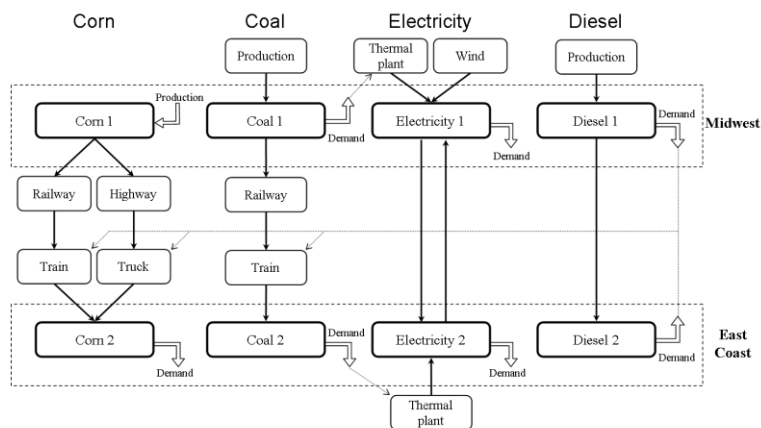 Corn
Coal
Electricity
Diesel
Production
Thermal
plant
Wind
Production
Production
Corn 1
Coal 1
Demand
Electricity 1
Demand
Diesel 1
Demand
Midwest
Railway
Highway
Railway
Train
Truck
Train
Corn 2
Demand
Coal 2
Demand
Electricity 2
Demand
Diesel 2
Demand
East
Coast
Thermal
plant